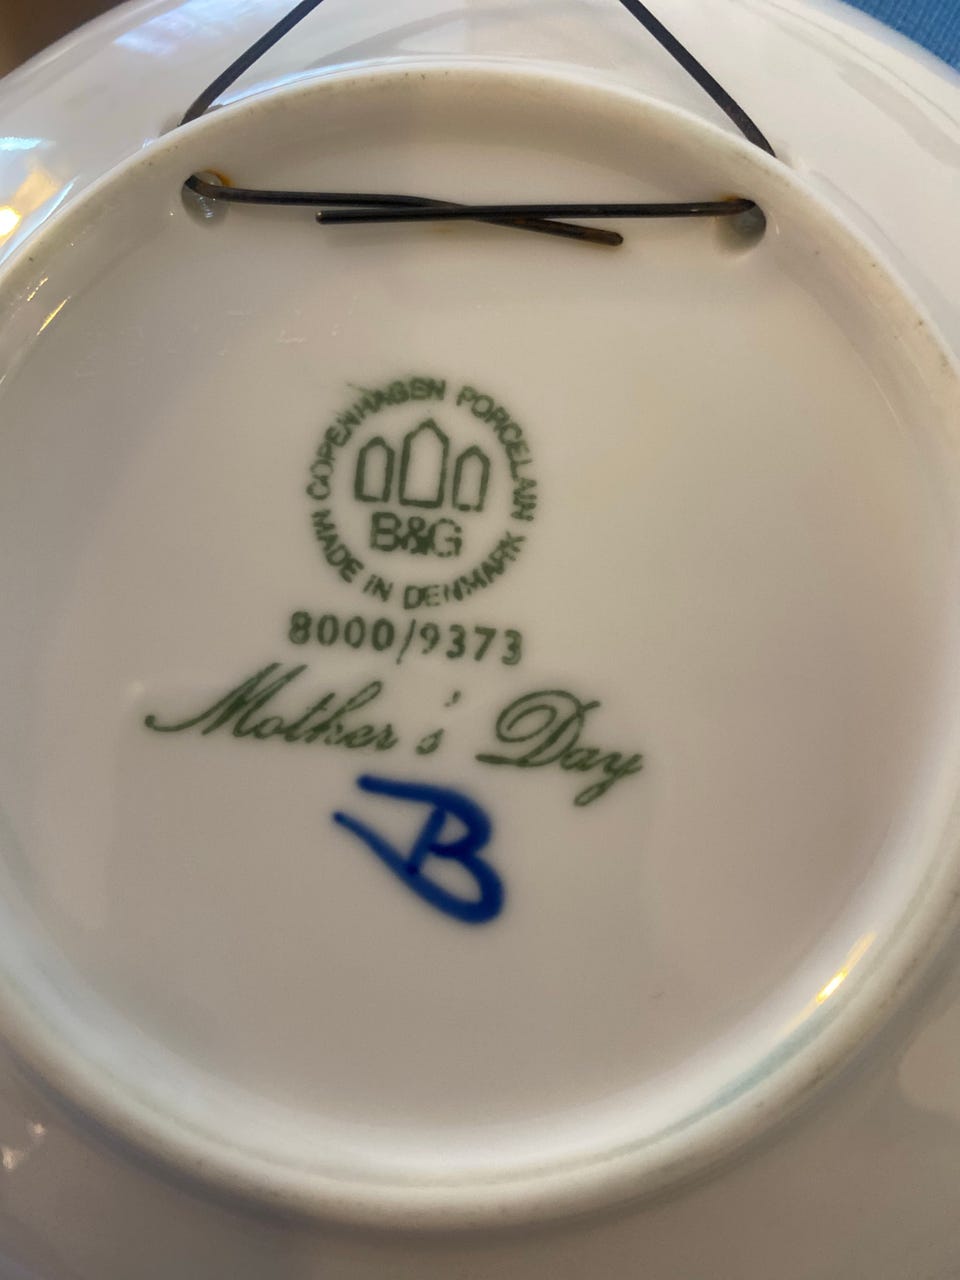 COPENHAGEN PORCELAIN
B&G
MADE IN DENMARK
8000/9373
Mother's Day
B